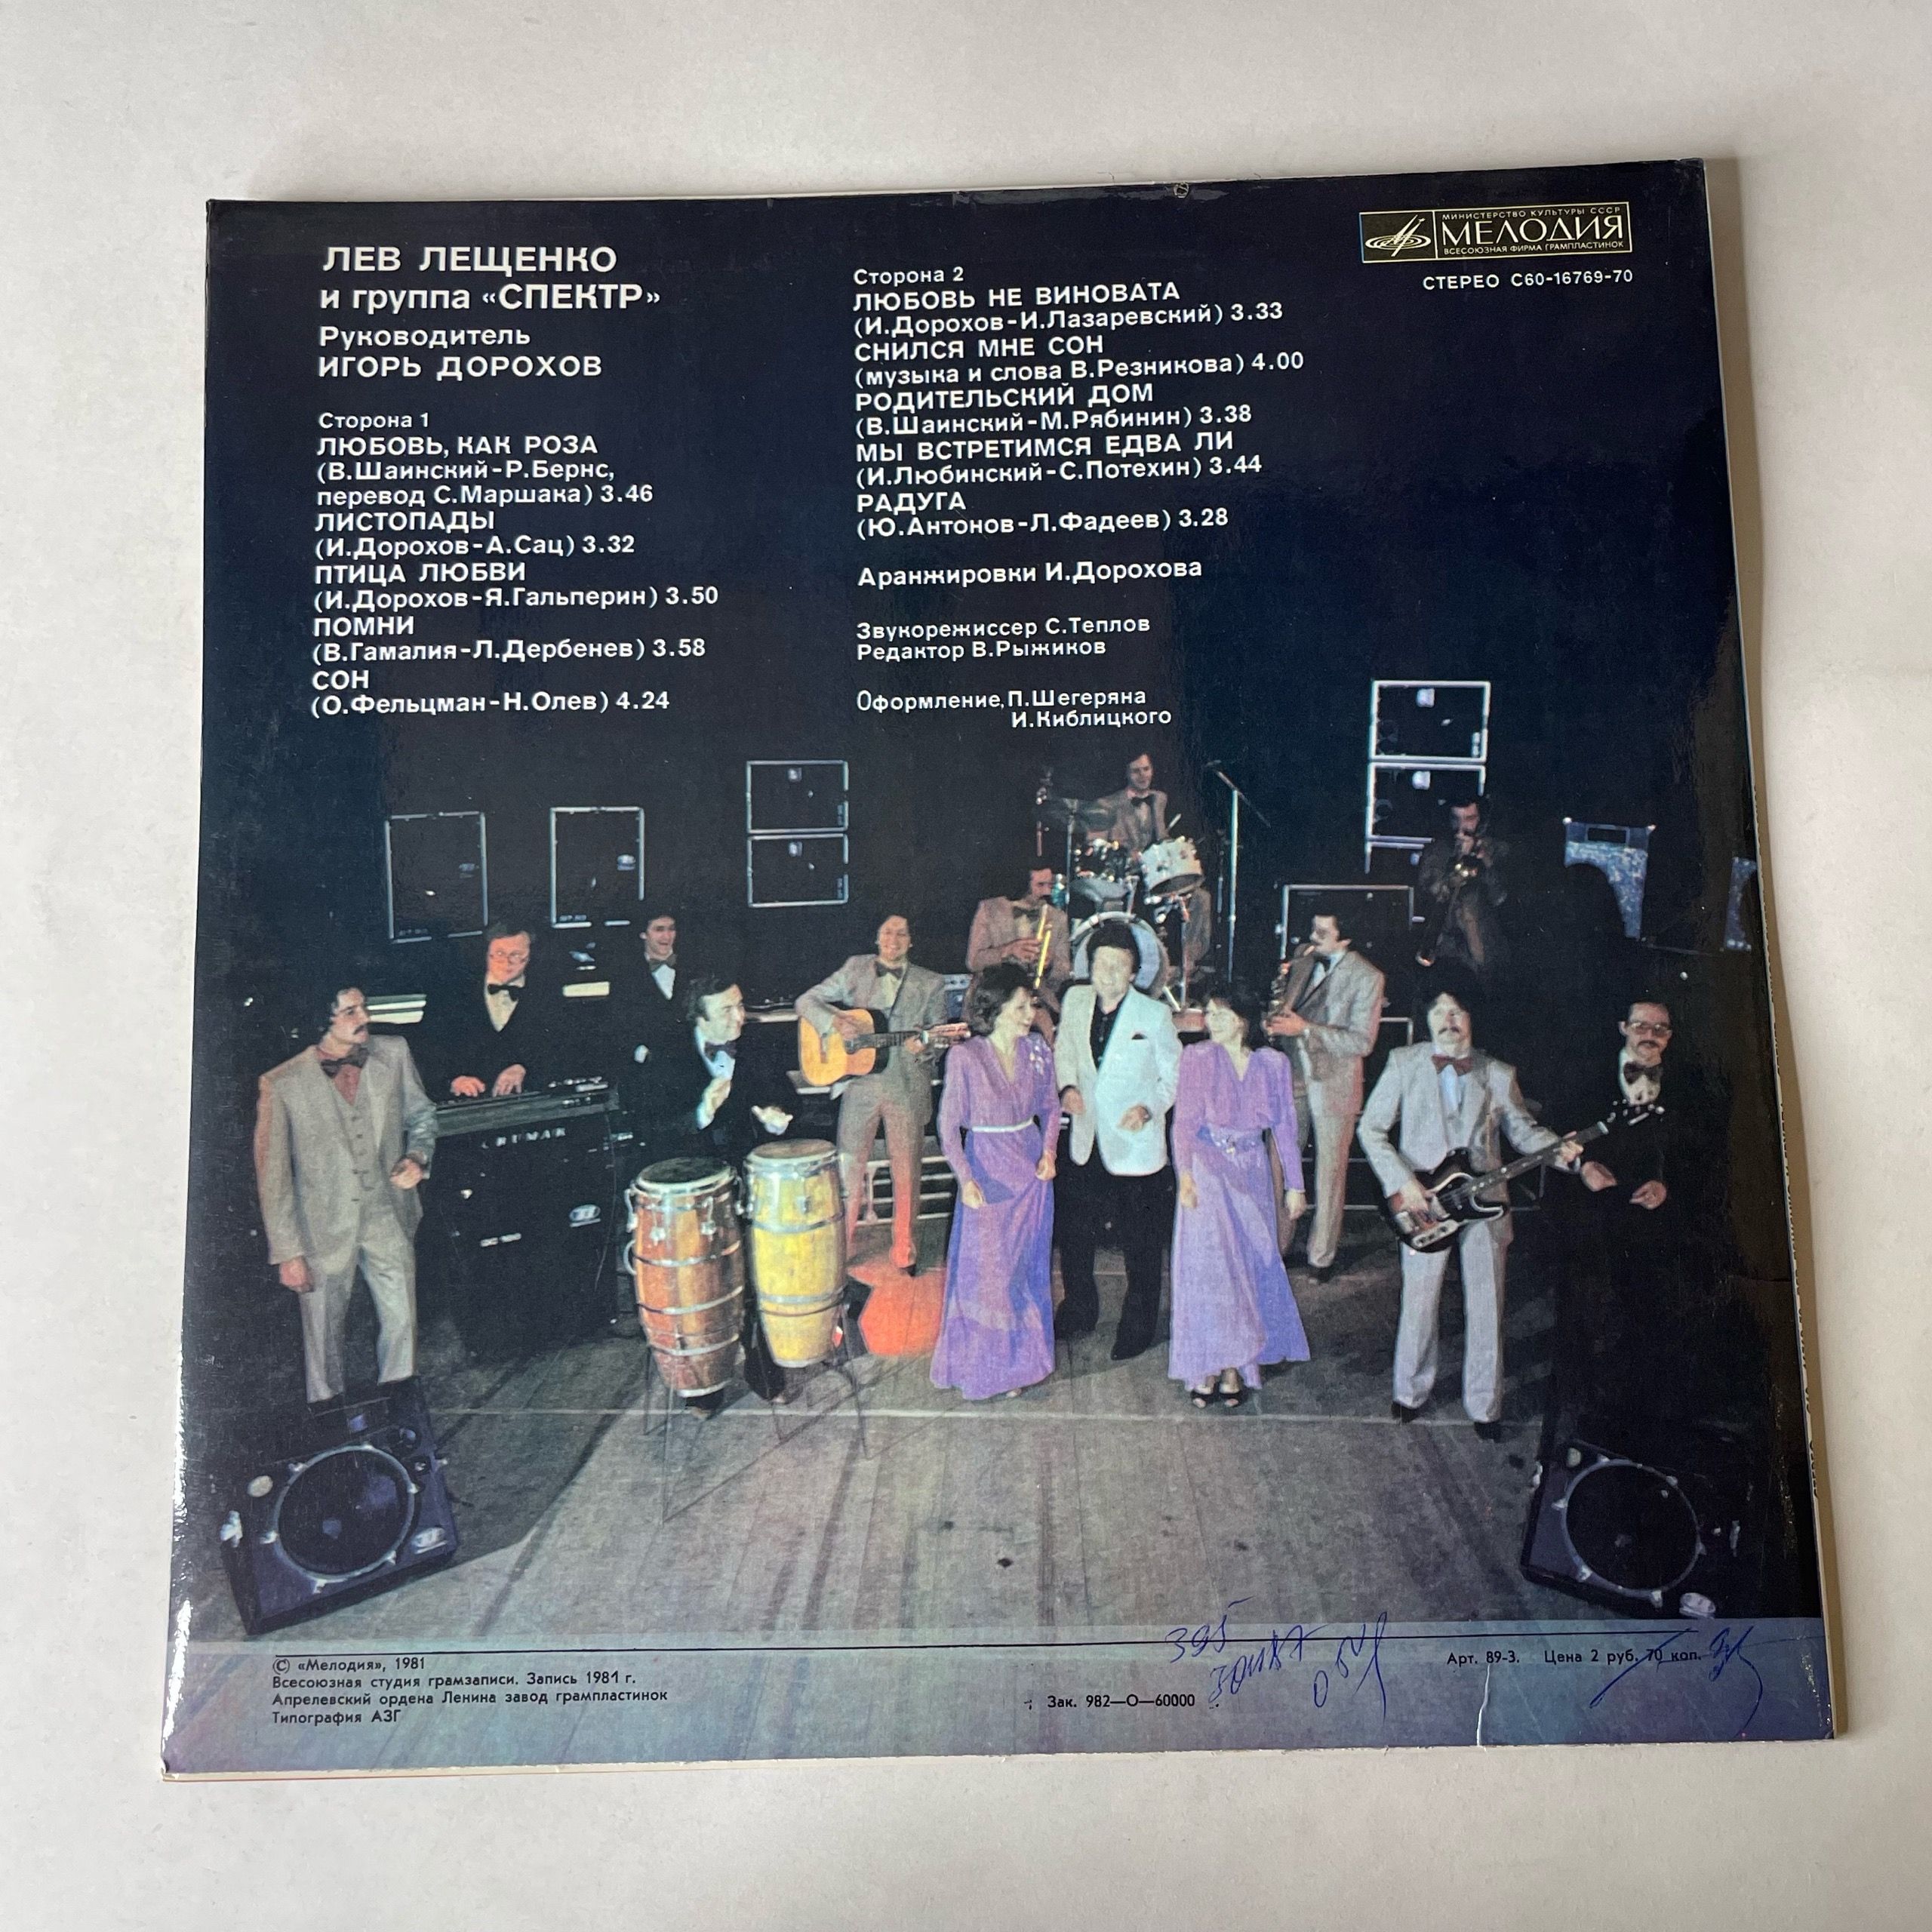 ЛЕВ ЛЕЩЕНКО
и группа «СПЕКТР»
Руководитель
ИГОРЬ ДОРОХОВ
Сторона 1
ЛЮБОВЬ, КАК РОЗА
(В.Шаинский-Р.Бернс,
перевод С.Маршака) 3.46
ЛИСТОПАДЫ
(И.Дорохов-А.Сац) 3.32
ПТИЦА ЛЮБВИ
(И.Дорохов-Я.Гальперин) 3.50
ПОМНИ
(В.Гамалия-Л.Дербенев) 3.58
СОН
(О.Фельцман-Н.Олев) 4.24
Сторона 2
ЛЮБОВЬ НЕ ВИНОВАТА
(И.Дорохов-И.Лазаревский) 3.33
СНИЛСЯ МНЕ СОН
(музыка и слова В.Резникова) 4.00
РОДИТЕЛЬСКИЙ ДОМ
(В.Шаинский-М.Рябинин) 3.38
МЫ ВСТРЕТИМСЯ ЕДВА ЛИ
(И.Любинский-С.Потехин) 3.44
РАДУГА
(Ю.Антонов-Л.Фадеев) 3.28
Аранжировки И.Дорохова
Звукорежиссер С.Теплов
Редактор В.Рыжиков
Оформление П.Шегеряна
И.Киблицкого
МИНИСТЕРСТВО КУЛЬТУРЫ СССР
МЕЛОДИЯ
ВСЕСОЮЗНАЯ ФИРМА ГРАМПЛАСТИНОК
СТЕРЕО С60-16769-70
CRUMAR
© «Мелодия», 1981
Всесоюзная студия грамзаписи. Запись 1981 г.
Апрелевский ордена Ленина завод грампластинок
Типография АЗГ
Зак. 982—О—60000
395
Арт. 89-3. Цена 2 руб. 70 коп.